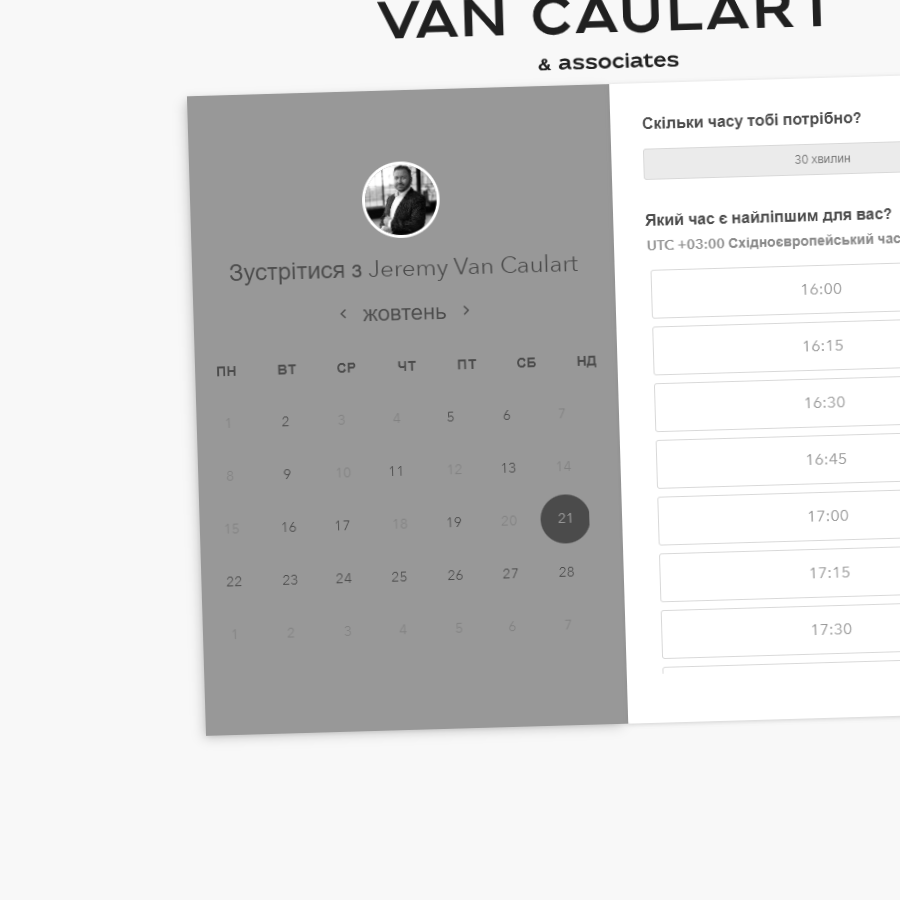 VAN CAULART
& associates
Зустрітися з Jeremy Van Caulart
жовтень
ПН ВТ СР ЧТ ПТ СБ НД
1 2 3 4 5 6 7
8 9 10 11 12 13 14
15 16 17 18 19 20 21
22 23 24 25 26 27 28
1 2 3 4 5 6 7
Скільки часу тобі потрібно?
30 хвилин
Який час є найліпшим для вас?
UTC +03:00 Східноєвропейський час
16:00
16:15
16:30
16:45
17:00
17:15
17:30